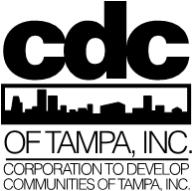 cdc
OF TAMPA, INC.
CORPORATION TO DEVELOP
COMMUNITIES OF TAMPA, INC.